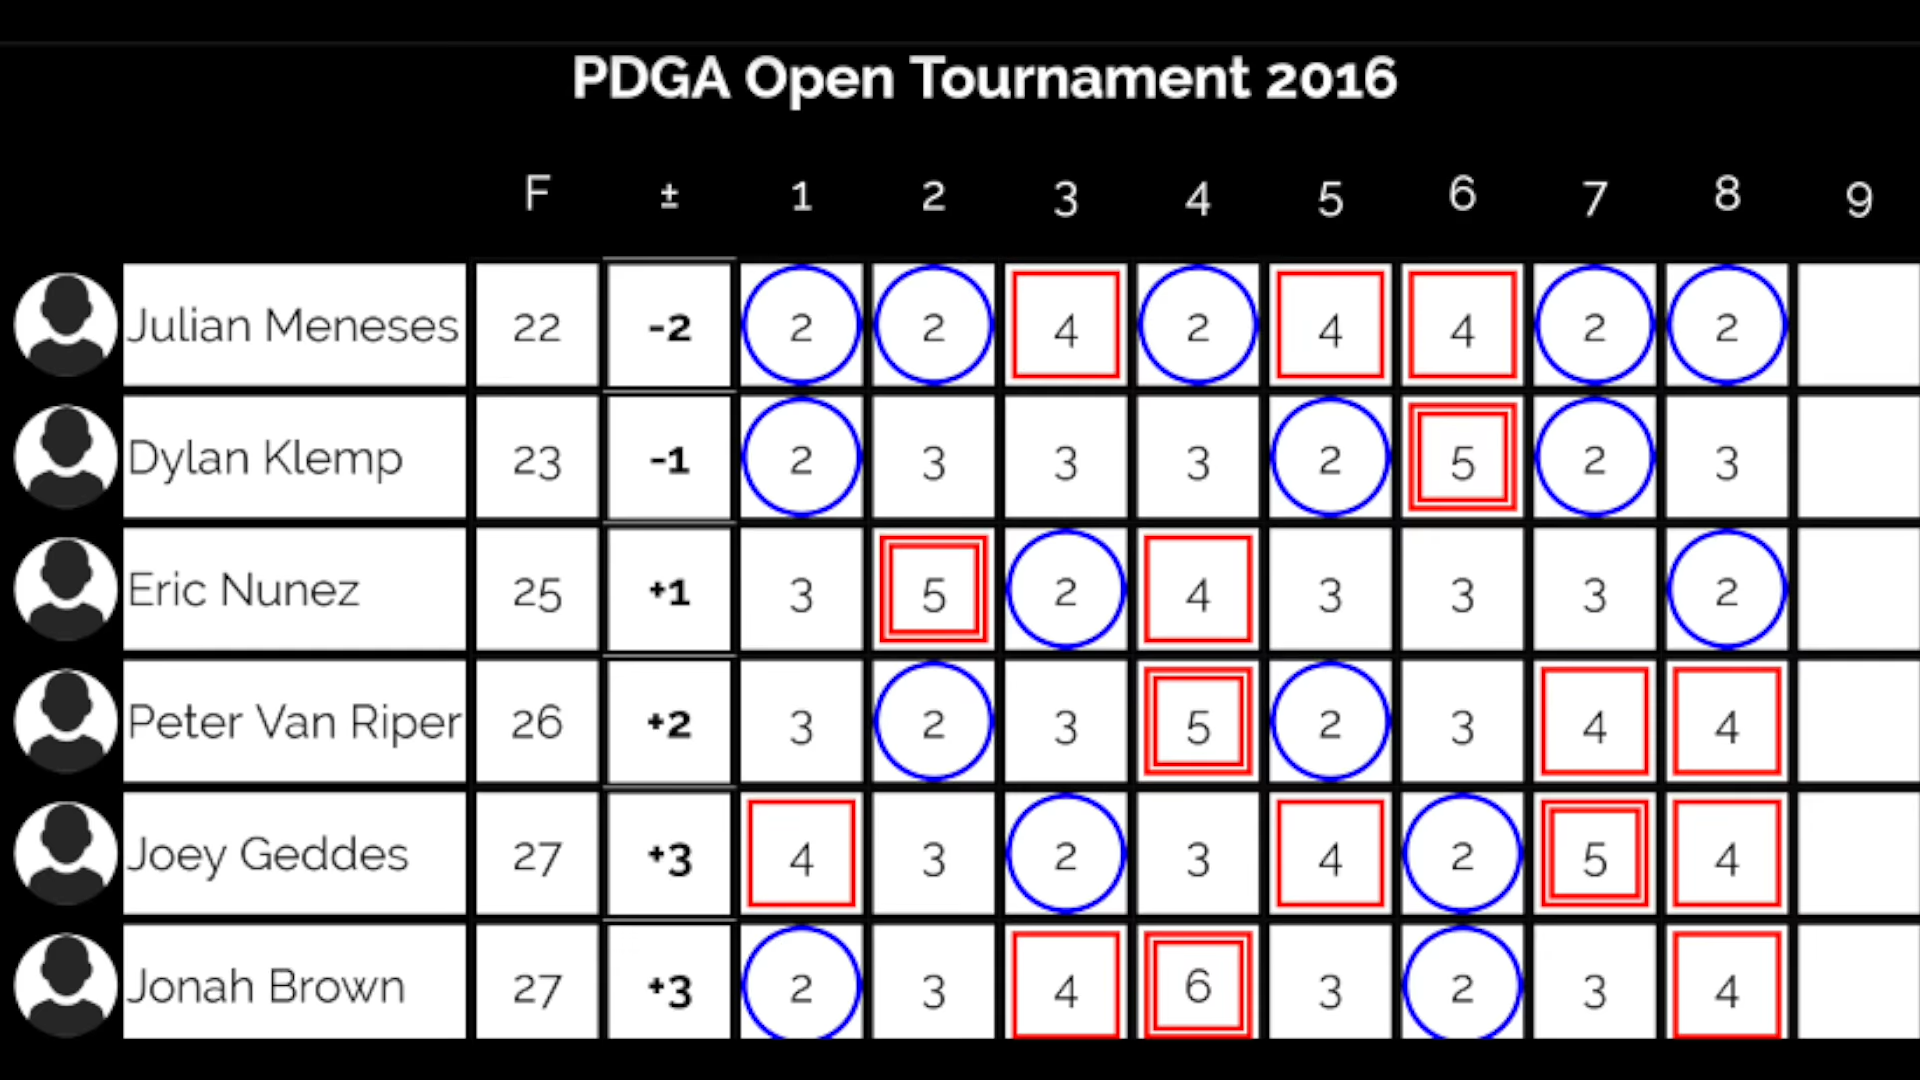 PDGA Open Tournament 2016
F ± 1 2 3 4 5 6 7 8 9
Julian Meneses 22 -2 2 2 4 2 4 4 2 2
Dylan Klemp 23 -1 2 3 3 3 2 5 2 3
Eric Nunez 25 +1 3 5 2 4 3 3 3 2
Peter Van Riper 26 +2 3 2 3 5 2 3 4 4
Joey Geddes 27 +3 4 3 2 3 4 2 5 4
Jonah Brown 27 +3 2 3 4 6 3 2 3 4